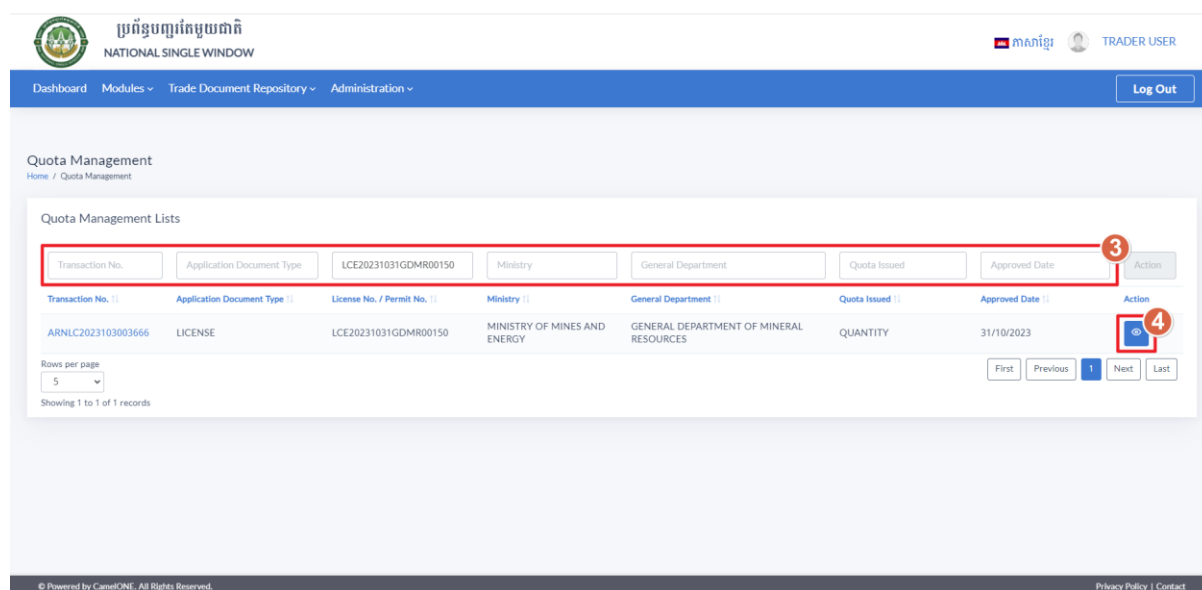 ប្រព័ន្ធបញ្ជរតែមួយជាតិ
NATIONAL SINGLE WINDOW
ភាសាខ្មែរ TRADER USER
Dashboard Modules Trade Document Repository Administration Log Out
Quota Management
Home / Quota Management
Quota Management Lists
3
Transaction No. Application Document Type LCE20231031GDMR00150 Ministry General Department Quota Issued Approved Date Action
Transaction No. Application Document Type License No. / Permit No. Ministry General Department Quota Issued Approved Date Action
4
ARNLC2023103003666 LICENSE LCE20231031GDMR00150 MINISTRY OF MINES AND ENERGY GENERAL DEPARTMENT OF MINERAL RESOURCES QUANTITY 31/10/2023
Rows per page
5 First Previous 1 Next Last
Showing 1 to 1 of 1 records
© Powered by CamelONE. All Rights Reserved. Privacy Policy | Contact